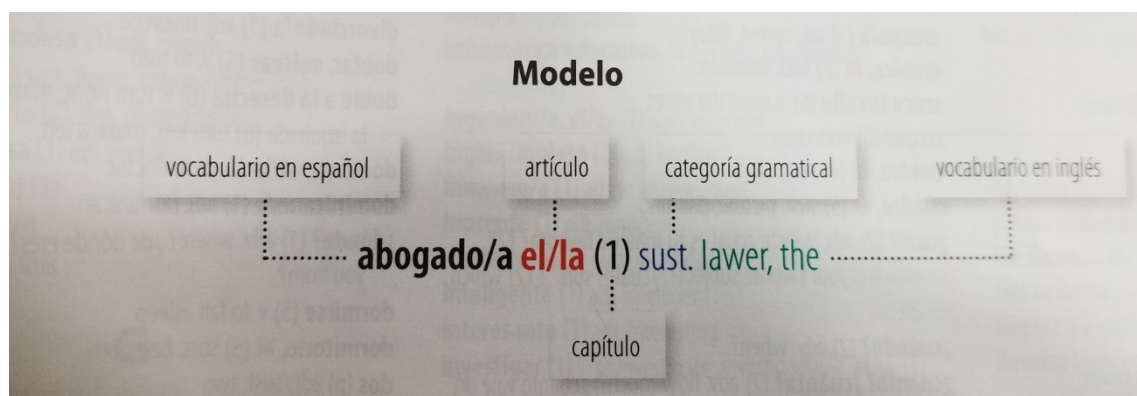 Modelo
vocabulario en español artículo categoría gramatical vocabulario en inglés
abogado/a el/la (1) sust. lawer, the
capítulo